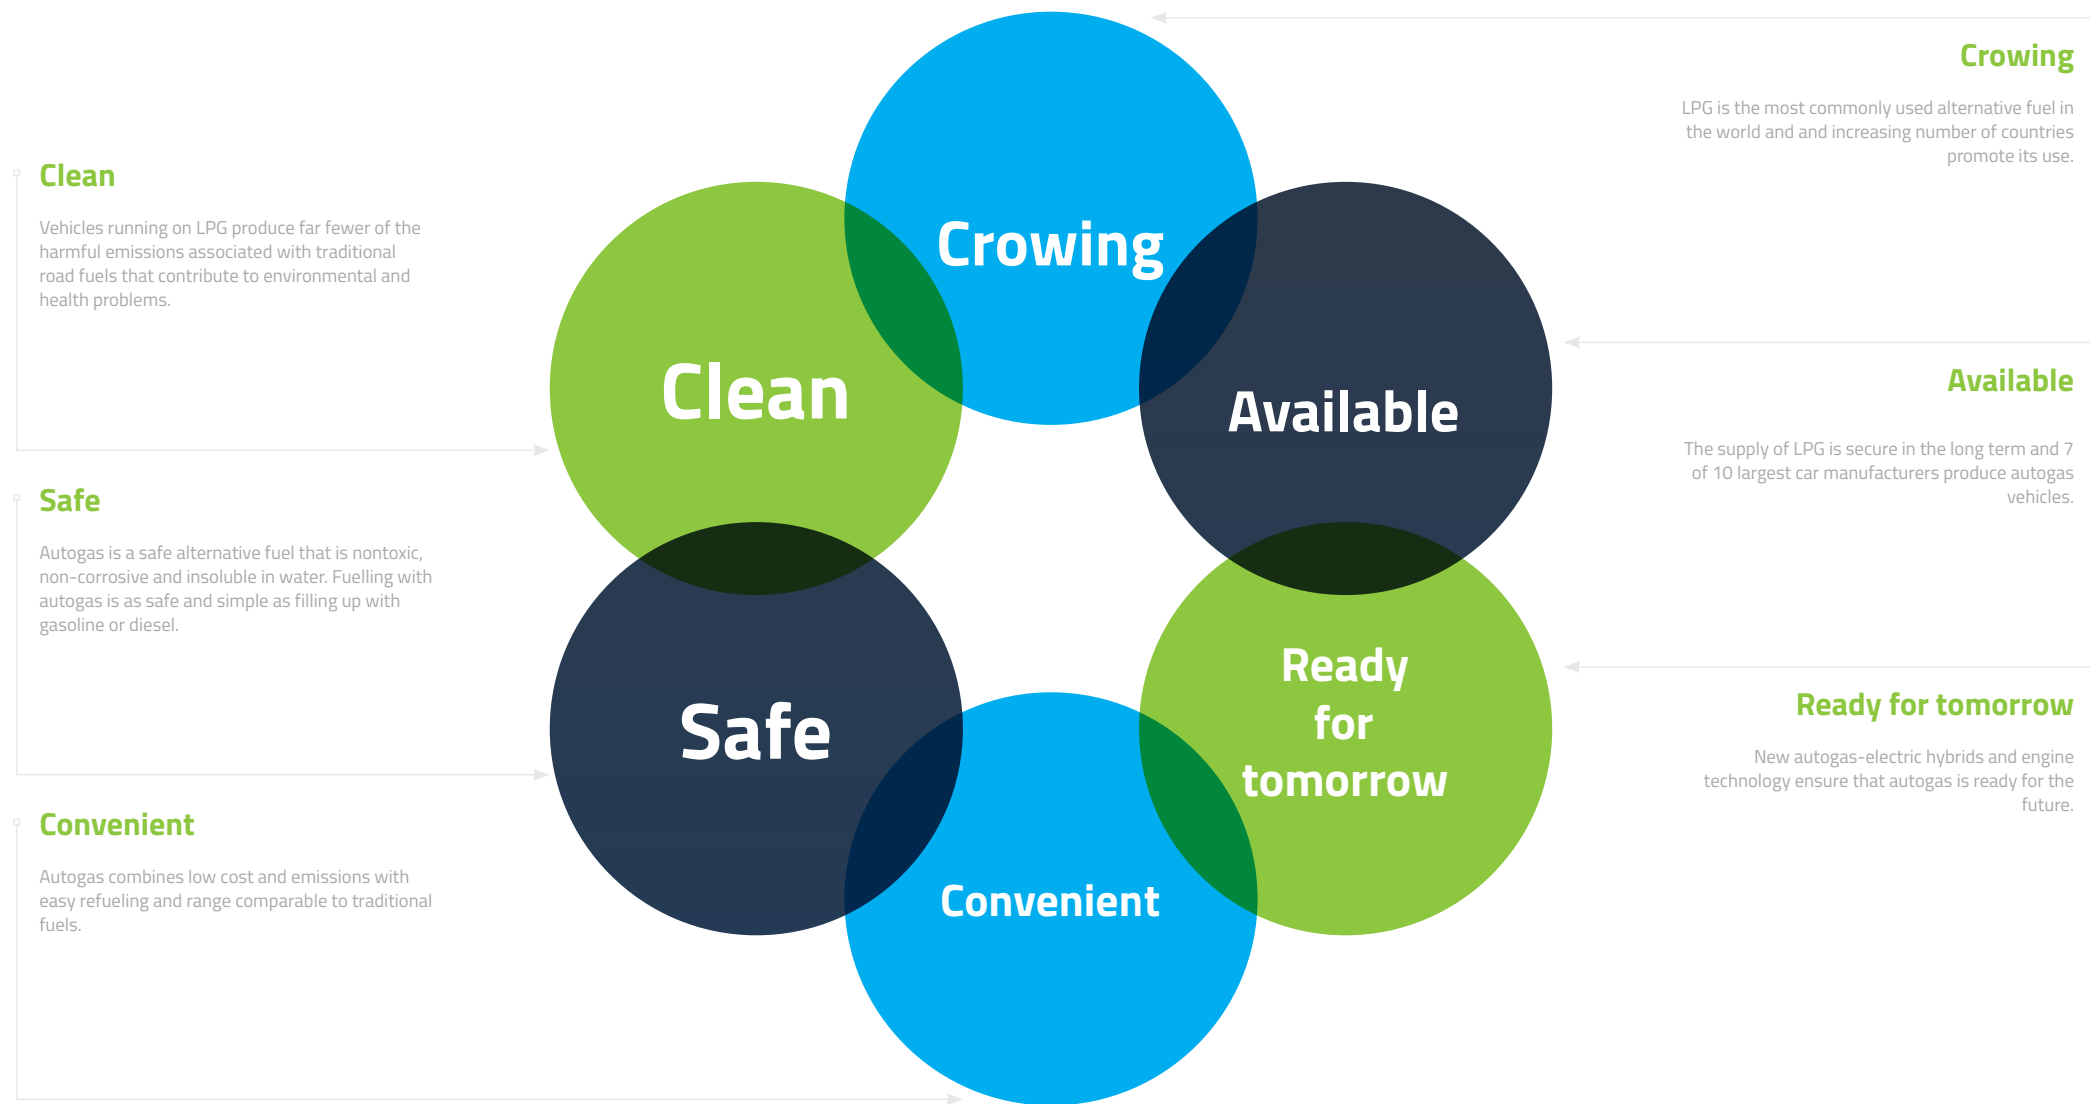 Clean
Vehicles running on LPG produce far fewer of the
harmful emissions associated with traditional
road fuels that contribute to environmental and
health problems.
Safe
Autogas is a safe alternative fuel that is nontoxic,
non-corrosive and insoluble in water. Fuelling with
autogas is as safe and simple as filling up with
gasoline or diesel.
Convenient
Autogas combines low cost and emissions with
easy refueling and range comparable to traditional
fuels.
Crowing
Clean
Available
Safe
Ready
for
tomorrow
Convenient
Crowing
LPG is the most commonly used alternative fuel in
the world and and increasing number of countries
promote its use.
Available
The supply of LPG is secure in the long term and 7
of 10 largest car manufacturers produce autogas
vehicles.
Ready for tomorrow
New autogas-electric hybrids and engine
technology ensure that autogas is ready for the
future.